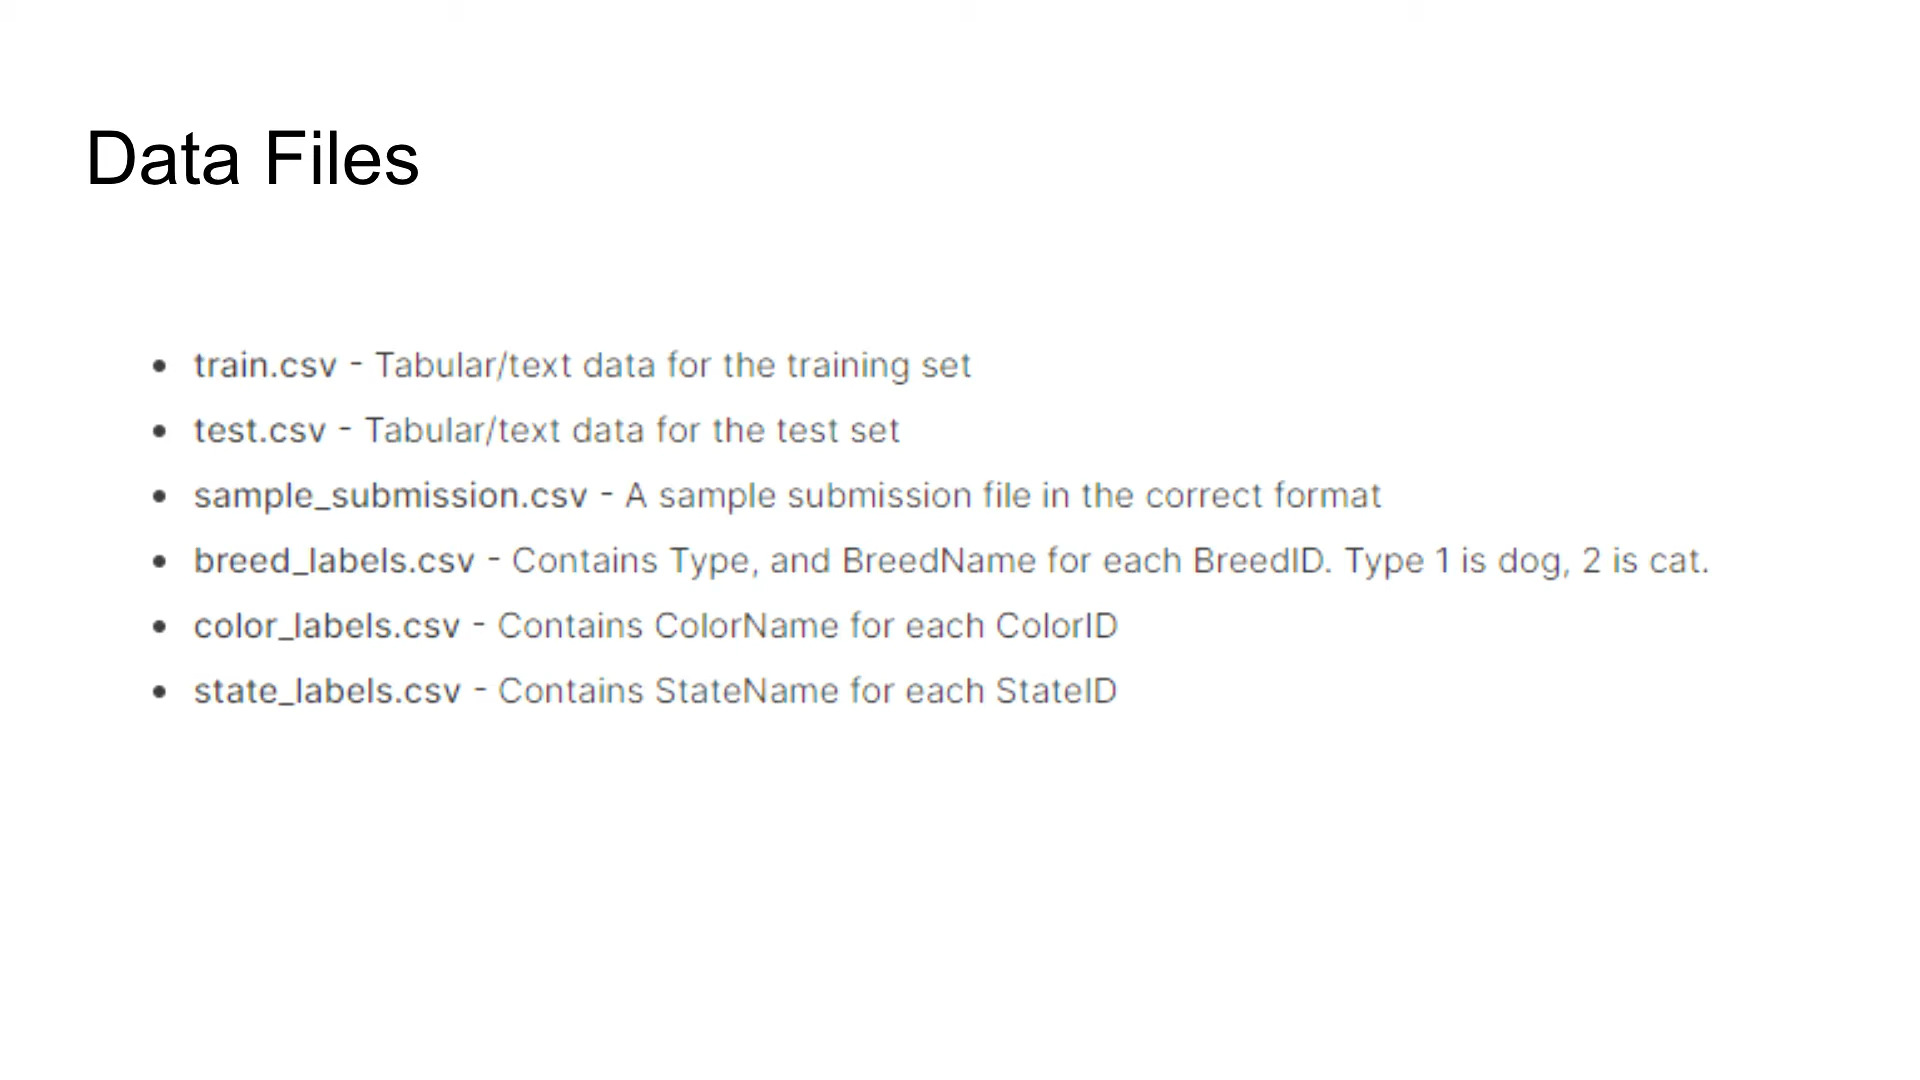 Data Files
• train.csv - Tabular/text data for the training set
• test.csv - Tabular/text data for the test set
• sample_submission.csv - A sample submission file in the correct format
• breed_labels.csv - Contains Type, and BreedName for each BreedID. Type 1 is dog, 2 is cat.
• color_labels.csv - Contains ColorName for each ColorID
• state_labels.csv - Contains StateName for each StateID